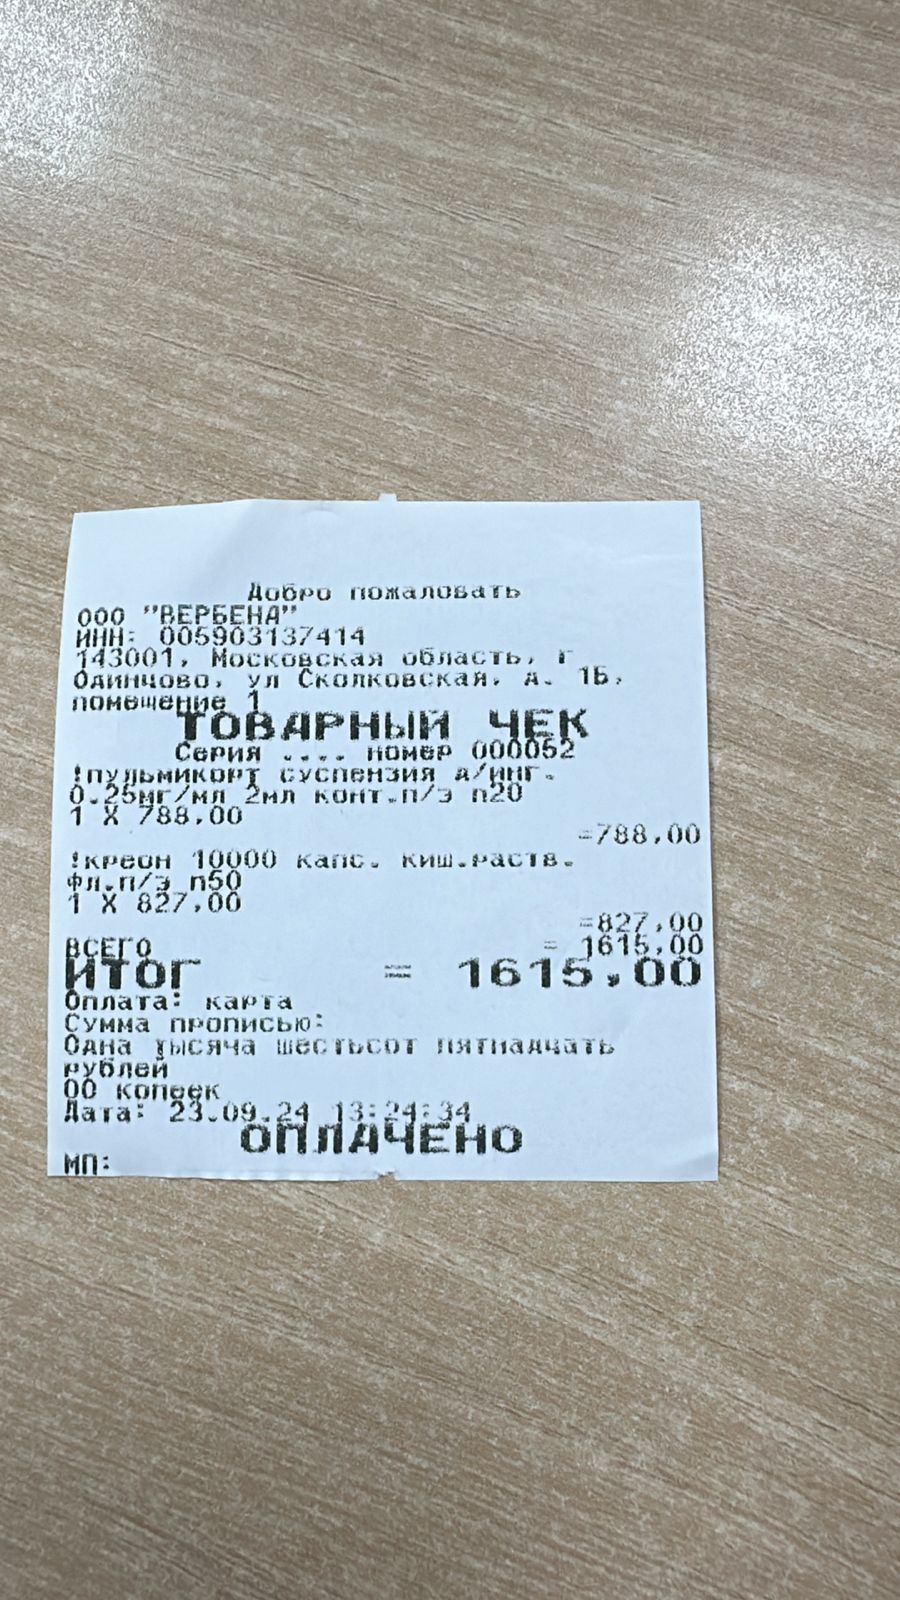 Добро пожаловать
ООО "ВЕРБЕНА"
ИНН: 005903137414
143001, Московская область, г
Одинцово, ул Сколковская, д. 1Б,
помещение 1
ТОВАРНЫЙ ЧЕК
Серия .... номер 000052
!пульмикорт суспензия д/инг.
0.25мг/мл 2мл конт.п/э n20
1 X 788,00
=788,00
!креон 10000 капс. киш.раств.
фл.п/э n50
1 X 827,00
=827,00
ВСЕГО = 1615,00
ИТОГ = 1615,00
Оплата: карта
Сумма прописью:
Одна тысяча шестьсот пятнадцать
рублей
00 копеек
Дата: 23.09.24 13:24:34
ОПЛАЧЕНО
МП: